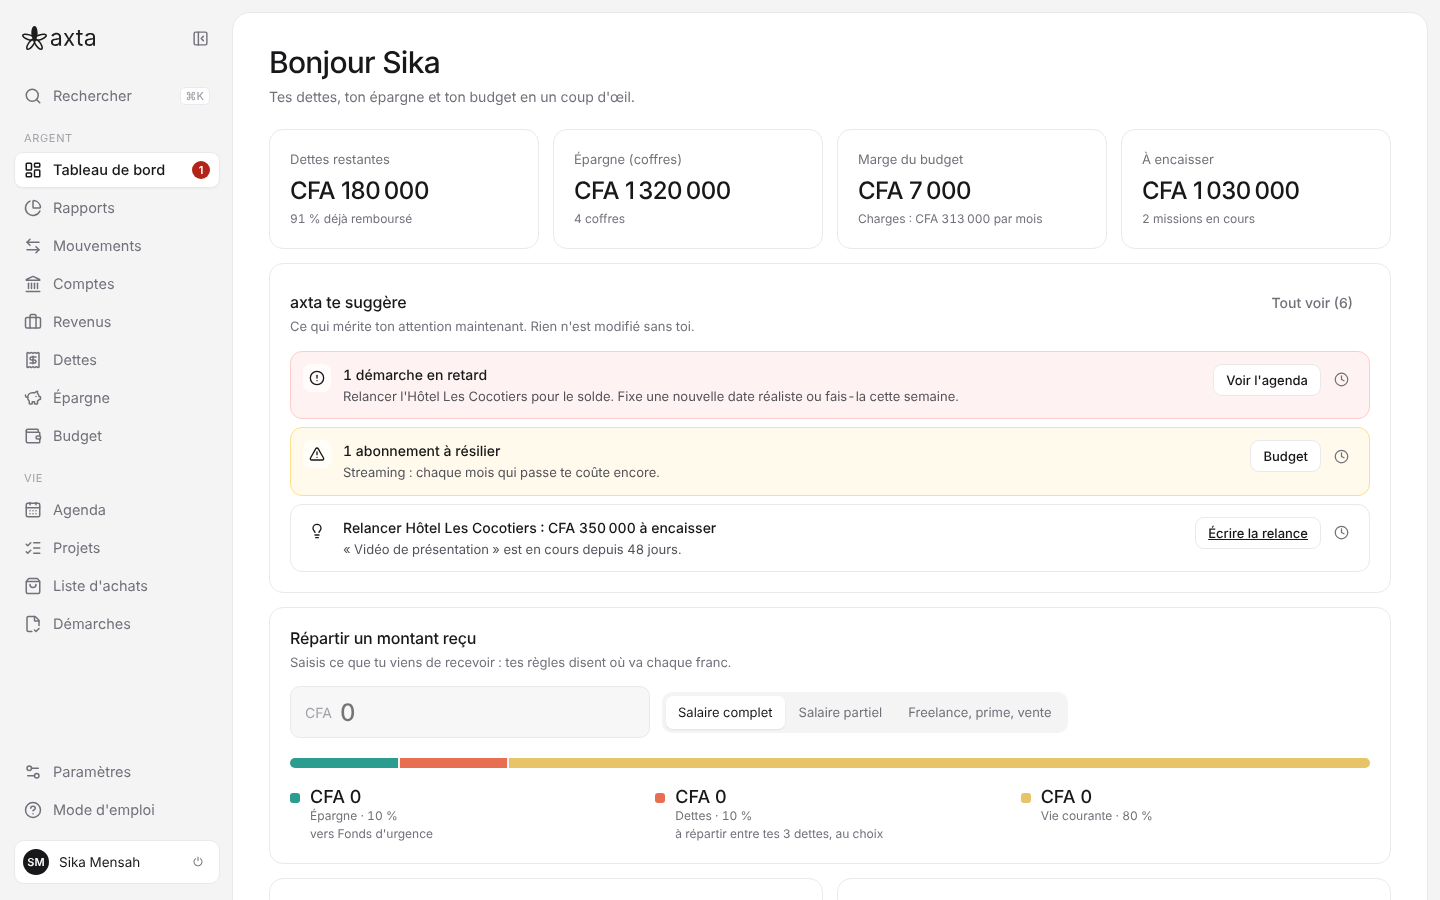 axta
Rechercher ⌘K
ARGENT
Tableau de bord 1
Rapports
Mouvements
Comptes
Revenus
Dettes
Épargne
Budget
VIE
Agenda
Projets
Liste d'achats
Démarches
Paramètres
Mode d'emploi
SM Sika Mensah
Bonjour Sika
Tes dettes, ton épargne et ton budget en un coup d'œil.
Dettes restantes
CFA 180 000
91 % déjà remboursé
Épargne (coffres)
CFA 1 320 000
4 coffres
Marge du budget
CFA 7 000
Charges : CFA 313 000 par mois
À encaisser
CFA 1 030 000
2 missions en cours
axta te suggère
Tout voir (6)
Ce qui mérite ton attention maintenant. Rien n'est modifié sans toi.
1 démarche en retard
Relancer l'Hôtel Les Cocotiers pour le solde. Fixe une nouvelle date réaliste ou fais-la cette semaine.
Voir l'agenda
1 abonnement à résilier
Streaming : chaque mois qui passe te coûte encore.
Budget
Relancer Hôtel Les Cocotiers : CFA 350 000 à encaisser
« Vidéo de présentation » est en cours depuis 48 jours.
Écrire la relance
Répartir un montant reçu
Saisis ce que tu viens de recevoir : tes règles disent où va chaque franc.
CFA 0
Salaire complet
Salaire partiel
Freelance, prime, vente
CFA 0
Épargne · 10 %
vers Fonds d'urgence
CFA 0
Dettes · 10 %
à répartir entre tes 3 dettes, au choix
CFA 0
Vie courante · 80 %